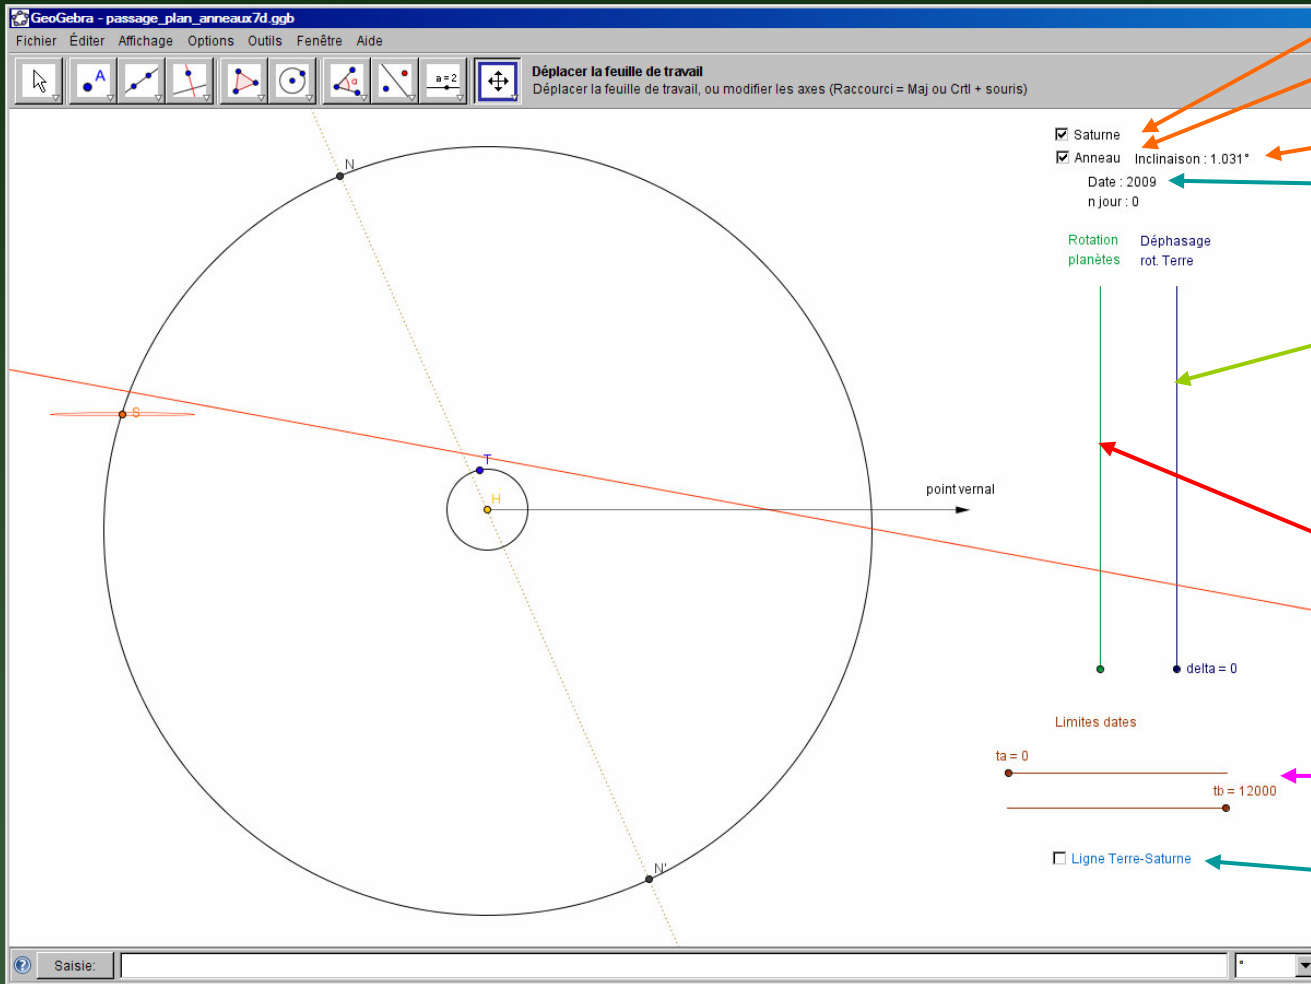 GeoGebra - passage_plan_anneaux7d.ggb
Fichier Éditer Affichage Options Outils Fenêtre Aide
A
α
a = 2
Déplacer la feuille de travail
Déplacer la feuille de travail, ou modifier les axes (Raccourci = Maj ou Crtl + souris)
Saturne
Anneau Inclinaison : 1.031°
Date : 2009
n jour : 0
Rotation planètes
Déphasage rot. Terre
N
S
T
H
point vernal
delta = 0
Limites dates
ta = 0
tb = 12000
Ligne Terre-Saturne
N'
Saisie:
°